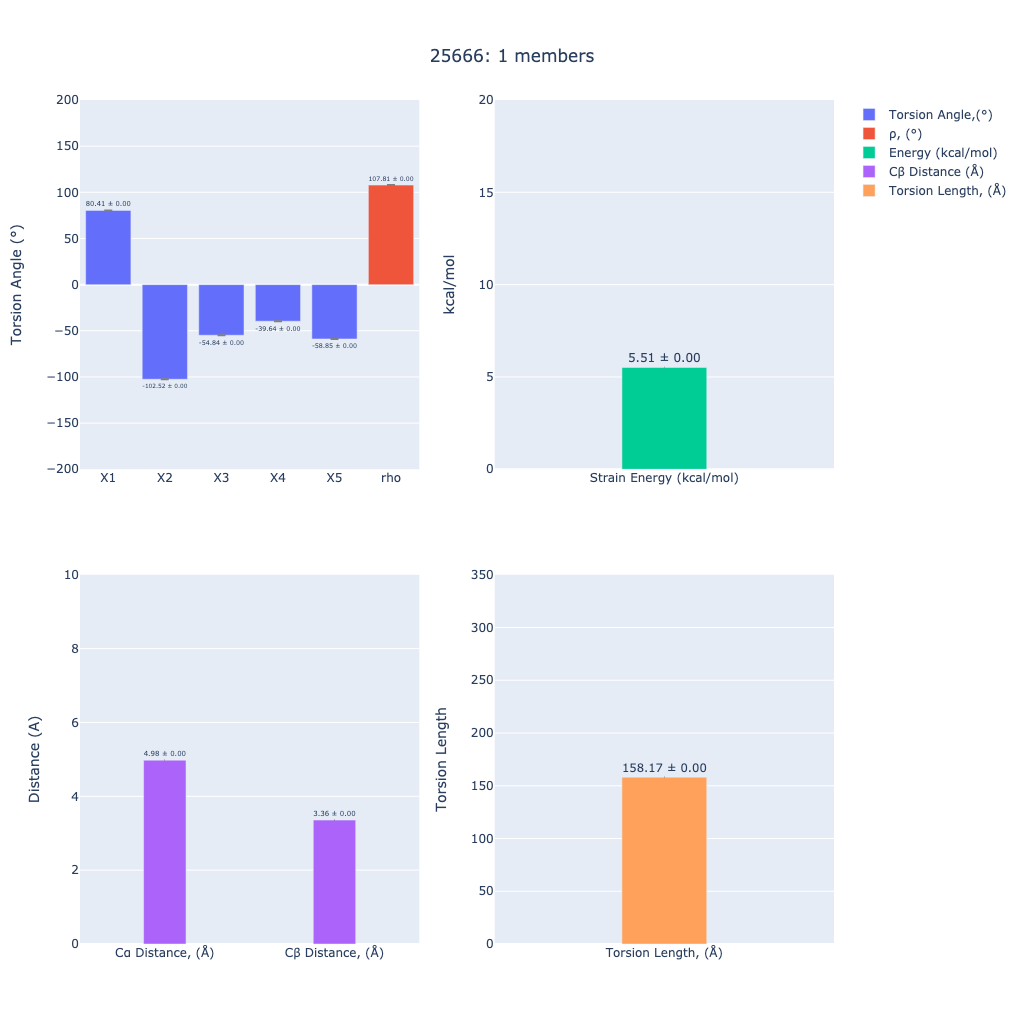 25666: 1 members
200
150
100
50
0
−50
−100
−150
−200
Torsion Angle (°)
80.41 ± 0.00
-102.52 ± 0.00
-54.84 ± 0.00
-39.64 ± 0.00
-58.85 ± 0.00
107.81 ± 0.00
X1 X2 X3 X4 X5 rho
20
15
10
5
0
kcal/mol
5.51 ± 0.00
Strain Energy (kcal/mol)
Torsion Angle,(°)
ρ, (°)
Energy (kcal/mol)
Cβ Distance (Å)
Torsion Length, (Å)
10
8
6
4
2
0
Distance (A)
4.98 ± 0.00
3.36 ± 0.00
Cα Distance, (Å) Cβ Distance, (Å)
350
300
250
200
150
100
50
0
Torsion Length
158.17 ± 0.00
Torsion Length, (Å)